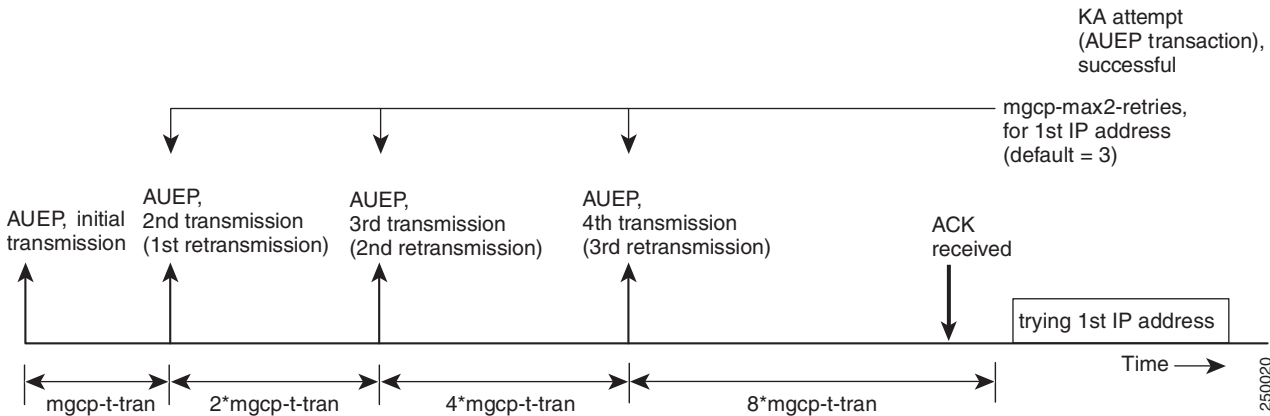 KA attempt
(AUEP transaction),
successful
mgcp-max2-retries,
for 1st IP address
(default = 3)
AUEP, initial
transmission
AUEP,
2nd transmission
(1st retransmission)
AUEP,
3rd transmission
(2nd retransmission)
AUEP,
4th transmission
(3rd retransmission)
ACK
received
trying 1st IP address
Time
mgcp-t-tran
2*mgcp-t-tran
4*mgcp-t-tran
8*mgcp-t-tran
250020